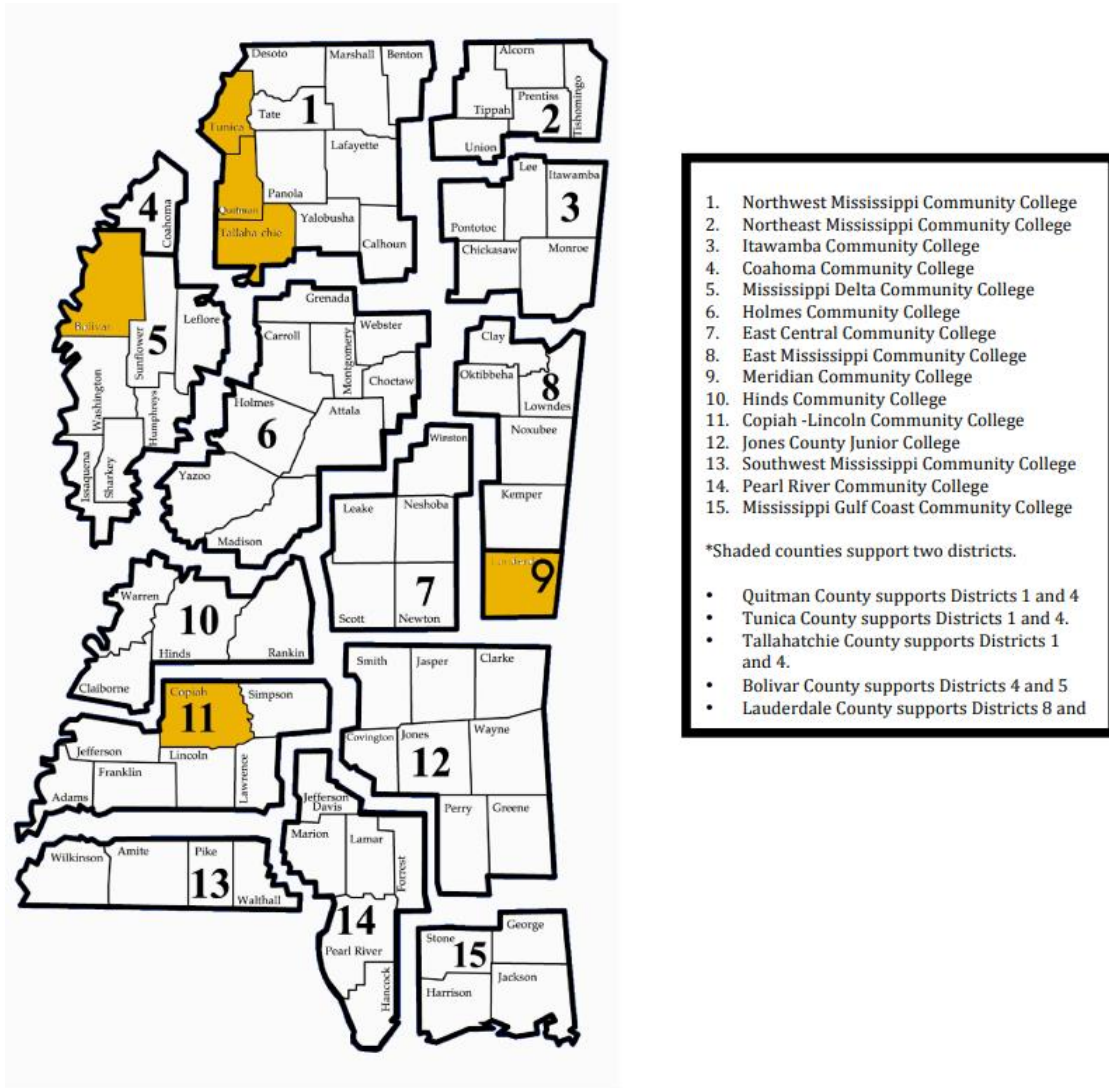 Desoto
Marshall
Benton
Tate
1
Tunica
Lafayette
Panola
Quitman
Tallaha chie
Yalobusha
Calhoun
Alcorn
Tippah
Prentiss
2
Tishomingo
Union
Lee
Itawamba
3
Pontotoc
Chickasaw
Monroe
4
Coahoma
Bolivar
Leflore
5
Sunflower
Washington
Humphreys
Issaquena
Sharkey
Grenada
Carroll
Webster
Montgomery
Choctaw
Holmes
Attala
6
Yazoo
Madison
Clay
Oktibbeha
8
Lowndes
Noxubee
Kemper
9
Winston
Leake
Neshoba
7
Scott
Newton
Warren
10
Hinds
Rankin
Claiborne
Copiah
Simpson
11
Jefferson
Lincoln
Franklin
Lawrence
Adams
Smith
Jasper
Clarke
Covington
Jones
Wayne
12
Perry
Greene
Jefferson
Davis
Marion
Lamar
Forrest
14
Pearl River
Hancock
Wilkinson
Amite
Pike
13
Walthall
George
Stone
15
Jackson
Harrison
1. Northwest Mississippi Community College
2. Northeast Mississippi Community College
3. Itawamba Community College
4. Coahoma Community College
5. Mississippi Delta Community College
6. Holmes Community College
7. East Central Community College
8. East Mississippi Community College
9. Meridian Community College
10. Hinds Community College
11. Copiah -Lincoln Community College
12. Jones County Junior College
13. Southwest Mississippi Community College
14. Pearl River Community College
15. Mississippi Gulf Coast Community College
*Shaded counties support two districts.
• Quitman County supports Districts 1 and 4
• Tunica County supports Districts 1 and 4.
• Tallahatchie County supports Districts 1
and 4.
• Bolivar County supports Districts 4 and 5
• Lauderdale County supports Districts 8 and